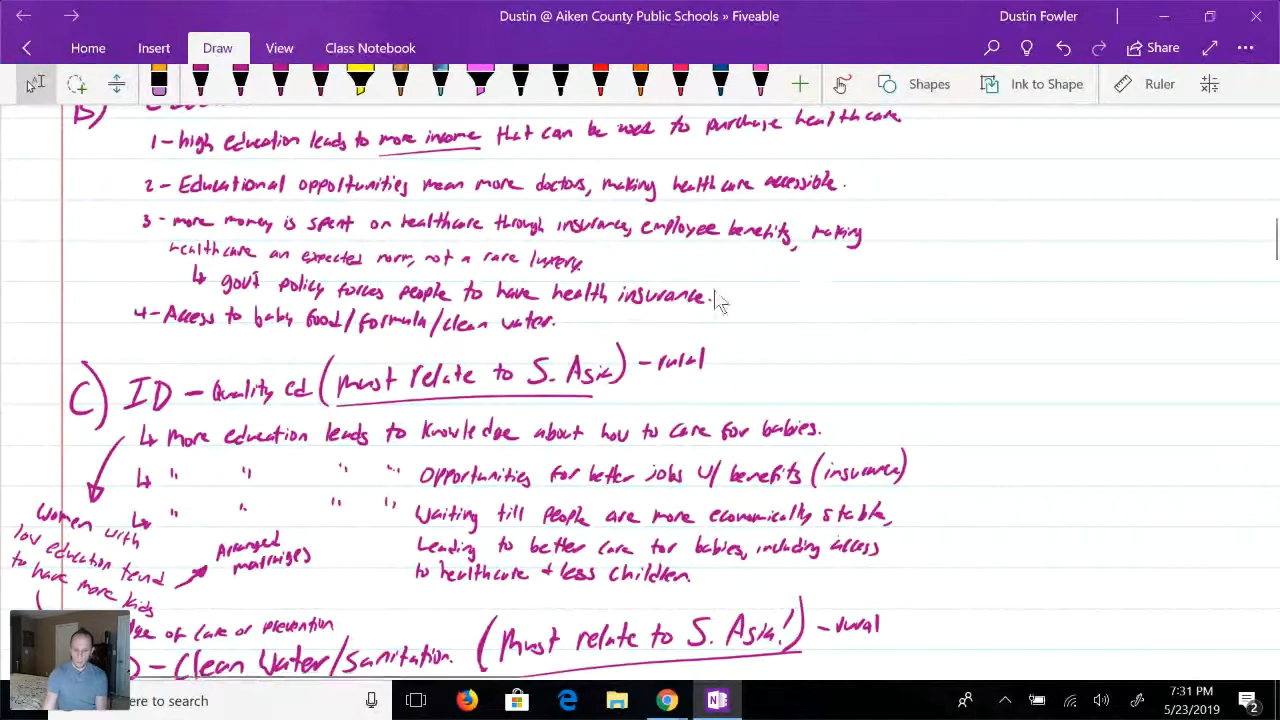 Dustin @ Aiken County Public Schools » Fiveable
Dustin Fowler
Home Insert Draw View Class Notebook
Share
Shapes Ink to Shape Ruler
B)
1 - high education leads to more income that can be used to purchase healthcare
2 - Educational opportunities mean more doctors, making healthcare accessible.
3 - more money is spent on healthcare through insurance, employee benefits, making
healthcare an expected norm, not a rare luxury.
↳ gov't policy forces people to have health insurance.
4 - Access to baby food/formula/clean water.
C) ID - Quality ed (must relate to S. Asia) - rural
↳ More education leads to knowledge about how to care for babies.
↳ " " " " Opportunities for better jobs w/ benefits (insurance)
↳ " " " " Waiting till people are more economically stable,
leading to better care for babies, including access
to healthcare + less children.
Women with
low education tend
to have more kids
Arranged
marriages
of care or prevention
D - Clean Water/sanitation. (Must relate to S. Asia!) - rural
ere to search
7:31 PM
5/23/2019
2